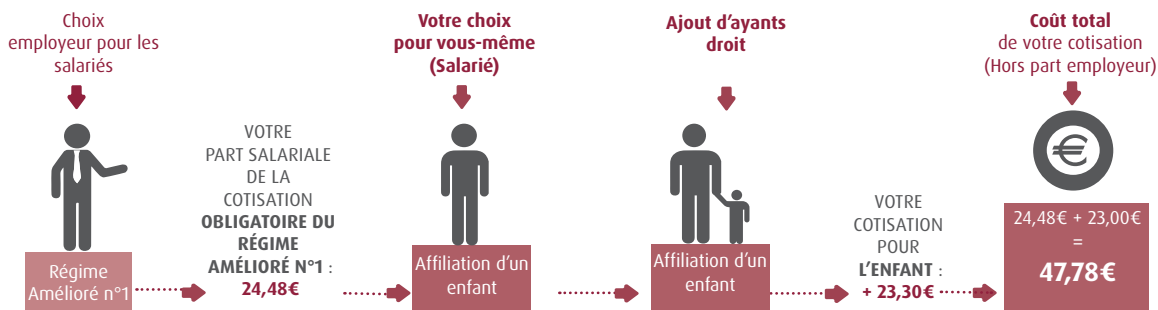 Choix
employeur pour les
salariés
Régime
Amélioré n°1
VOTRE
PART SALARIALE
DE LA
COTISATION
OBLIGATOIRE DU
RÉGIME
AMÉLIORÉ N°1 :
24,48€
Votre choix
pour vous-même
(Salarié)
Affiliation d'un
enfant
Ajout d'ayants
droit
Affiliation d'un
enfant
VOTRE
COTISATION
POUR
L'ENFANT :
+ 23,30€
Coût total
de votre cotisation
(Hors part employeur)
€
24,48€ + 23,00€
=
47,78€